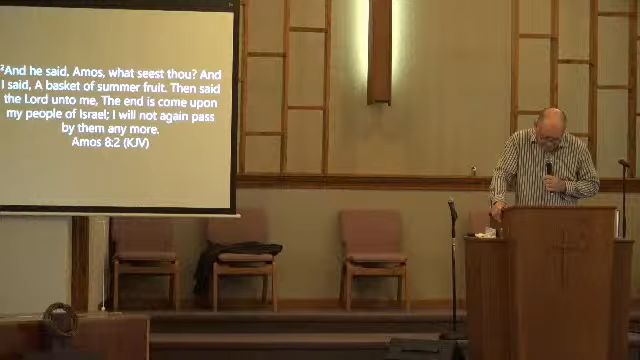 ²And he said, Amos, what seest thou? And
I said, A basket of summer fruit. Then said
the Lord unto me, The end is come upon
my people of Israel; I will not again pass
by them any more.
Amos 8:2 (KJV)